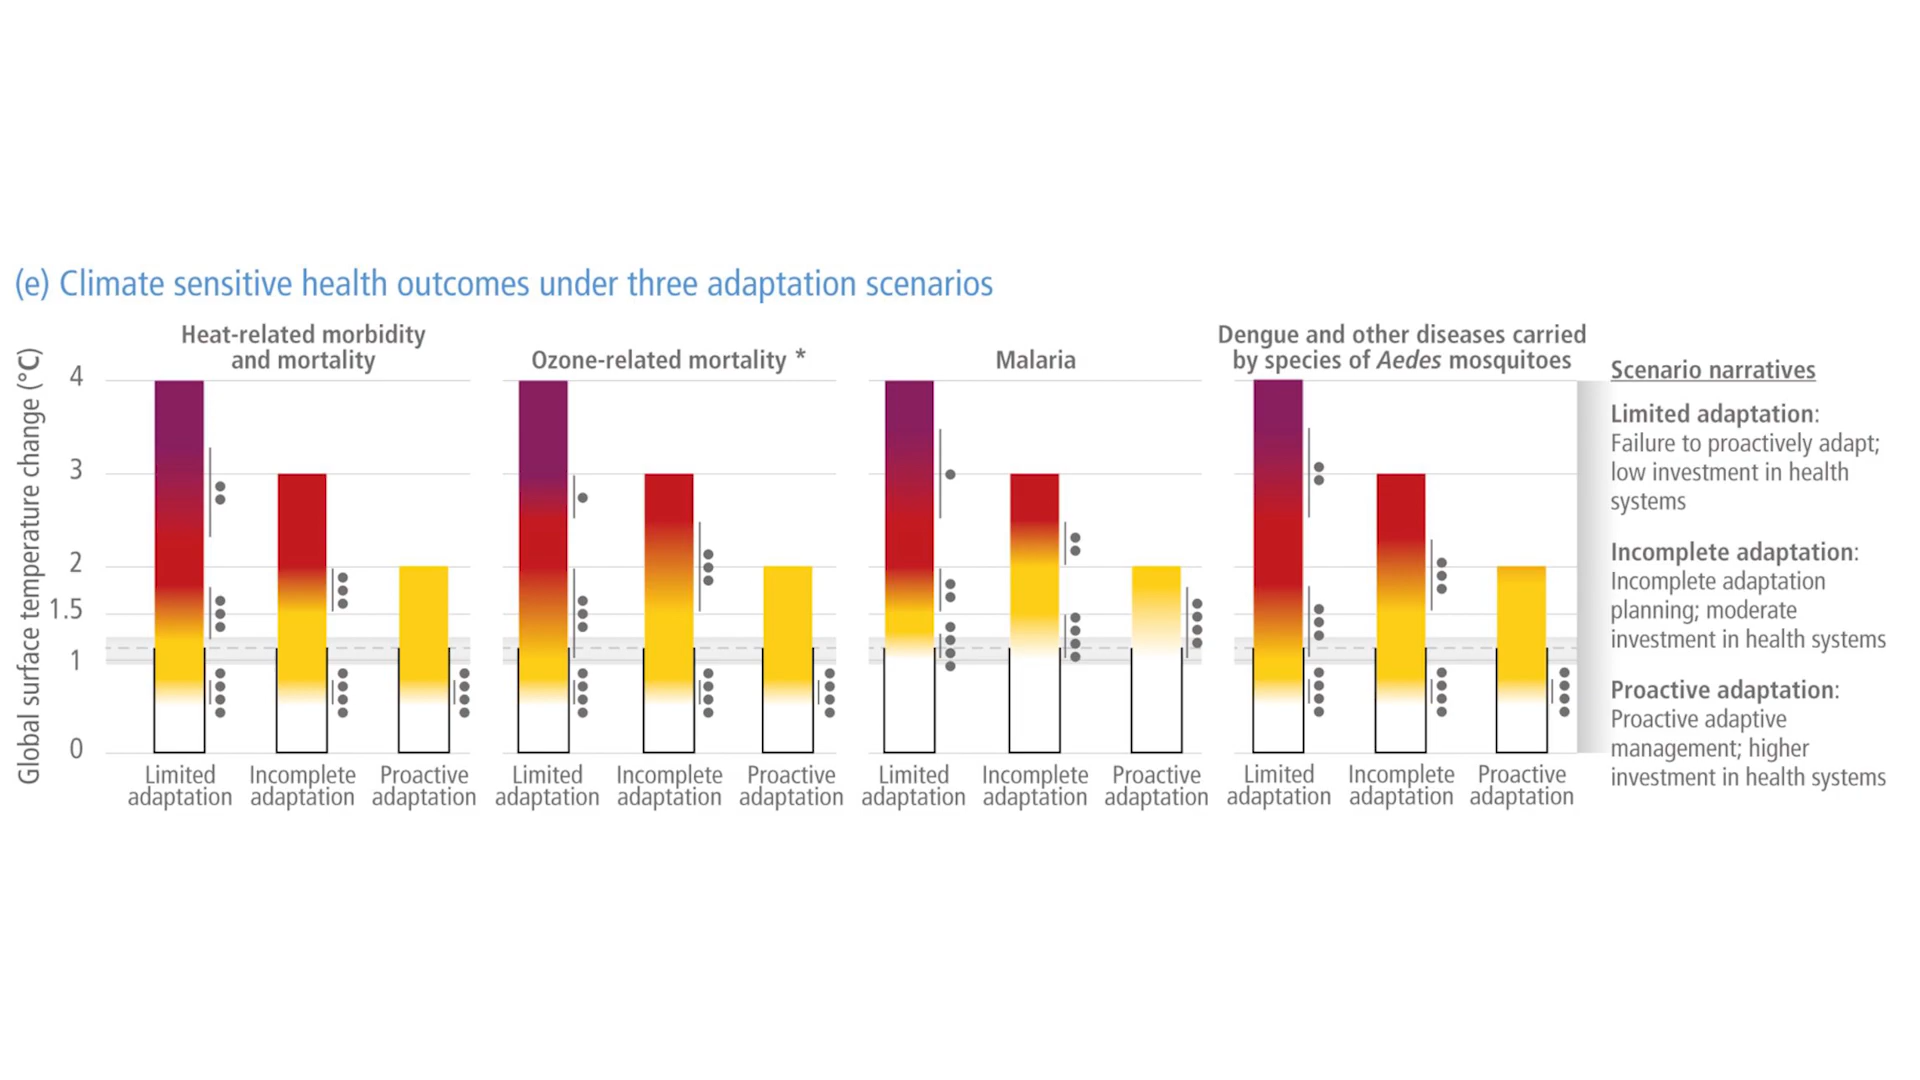 (e) Climate sensitive health outcomes under three adaptation scenarios
Global surface temperature change (°C)
4
3
2
1.5
1
0
Heat-related morbidity
and mortality
Limited
adaptation
Incomplete
adaptation
Proactive
adaptation
Ozone-related mortality *
Limited
adaptation
Incomplete
adaptation
Proactive
adaptation
Malaria
Limited
adaptation
Incomplete
adaptation
Proactive
adaptation
Dengue and other diseases carried
by species of Aedes mosquitoes
Limited
adaptation
Incomplete
adaptation
Proactive
adaptation
Scenario narratives
Limited adaptation:
Failure to proactively adapt;
low investment in health
systems
Incomplete adaptation:
Incomplete adaptation
planning; moderate
investment in health systems
Proactive adaptation:
Proactive adaptive
management; higher
investment in health systems